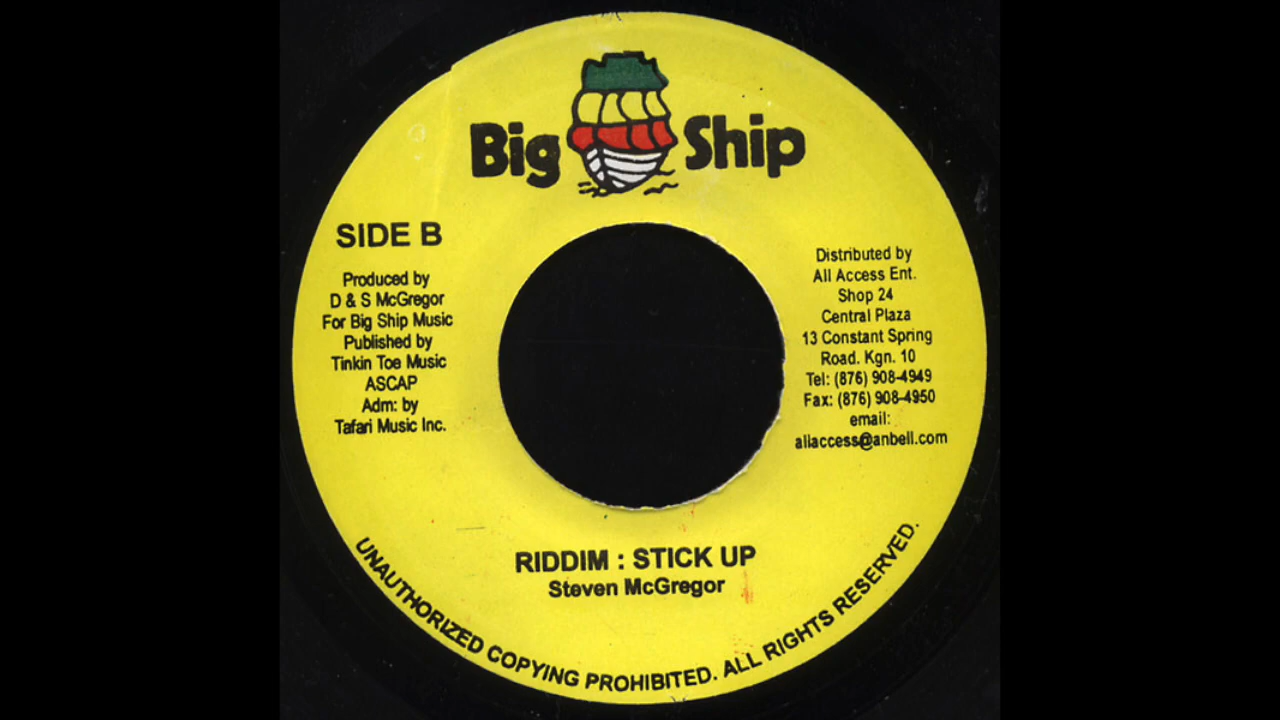 Big Ship
SIDE B
Produced by
D & S McGregor
For Big Ship Music
Published by
Tinkin Toe Music
ASCAP
Adm: by
Tafari Music Inc.
Distributed by
All Access Ent.
Shop 24
Central Plaza
13 Constant Spring
Road. Kgn. 10
Tel: (876) 908-4949
Fax: (876) 908-4950
email:
allaccess@anbell.com
RIDDIM : STICK UP
Steven McGregor
UNAUTHORIZED COPYING PROHIBITED. ALL RIGHTS RESERVED.